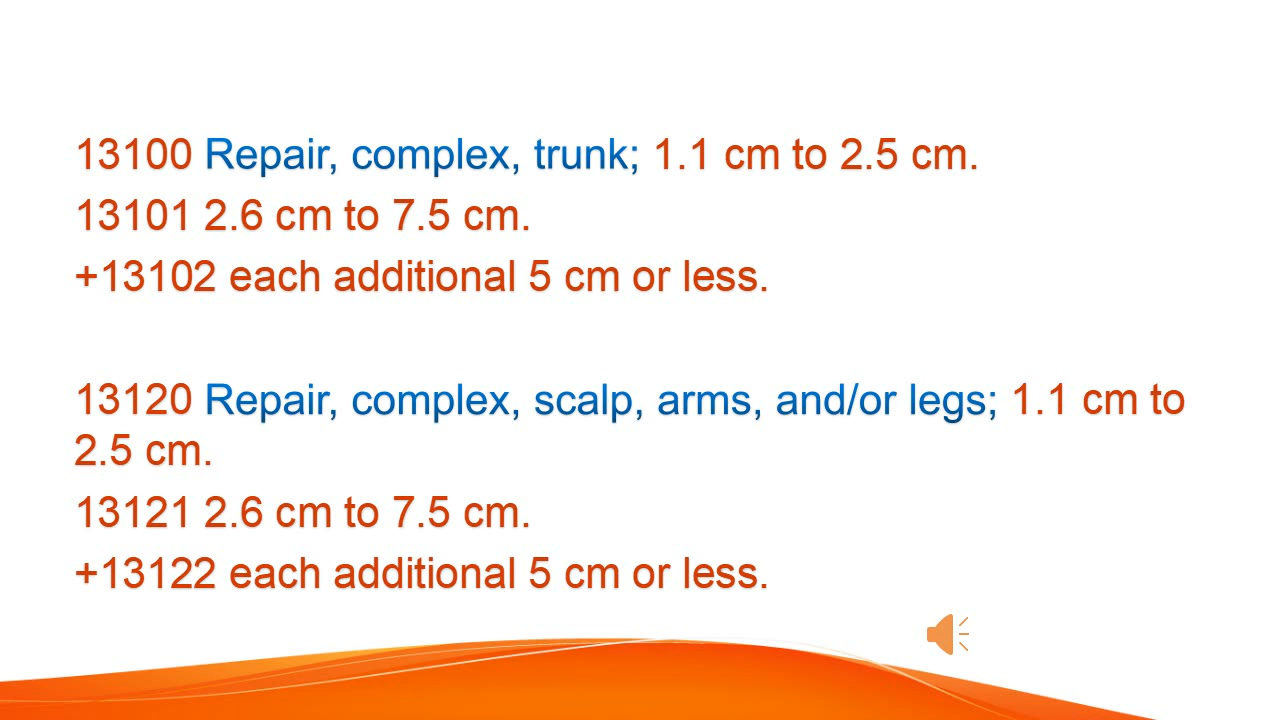 13100 Repair, complex, trunk; 1.1 cm to 2.5 cm.
13101 2.6 cm to 7.5 cm.
+13102 each additional 5 cm or less.
13120 Repair, complex, scalp, arms, and/or legs; 1.1 cm to
2.5 cm.
13121 2.6 cm to 7.5 cm.
+13122 each additional 5 cm or less.